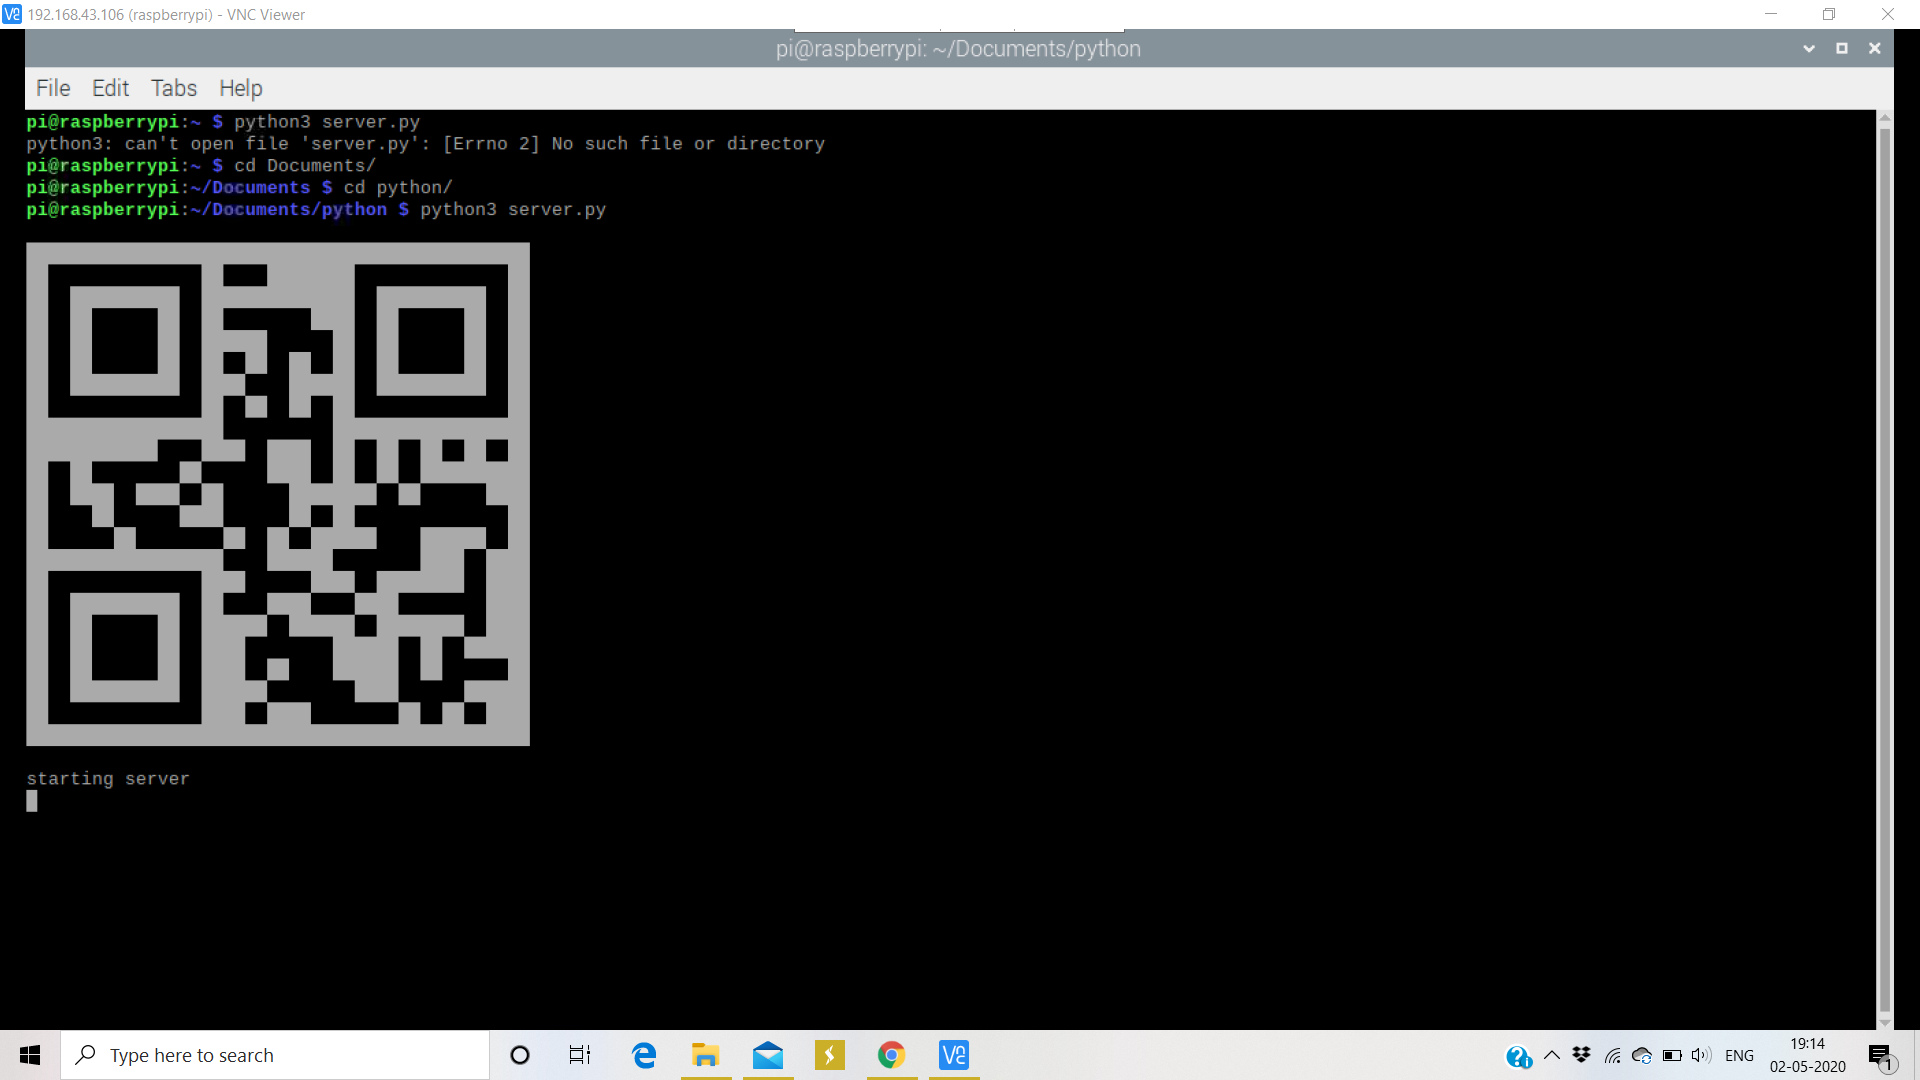 192.168.43.106 (raspberrypi) - VNC Viewer
pi@raspberrypi: ~/Documents/python
File Edit Tabs Help
pi@raspberrypi:~ $ python3 server.py
python3: can't open file 'server.py': [Errno 2] No such file or directory
pi@raspberrypi:~ $ cd Documents/
pi@raspberrypi:~/Documents $ cd python/
pi@raspberrypi:~/Documents/python $ python3 server.py
starting server
Type here to search
ENG
19:14
02-05-2020
1